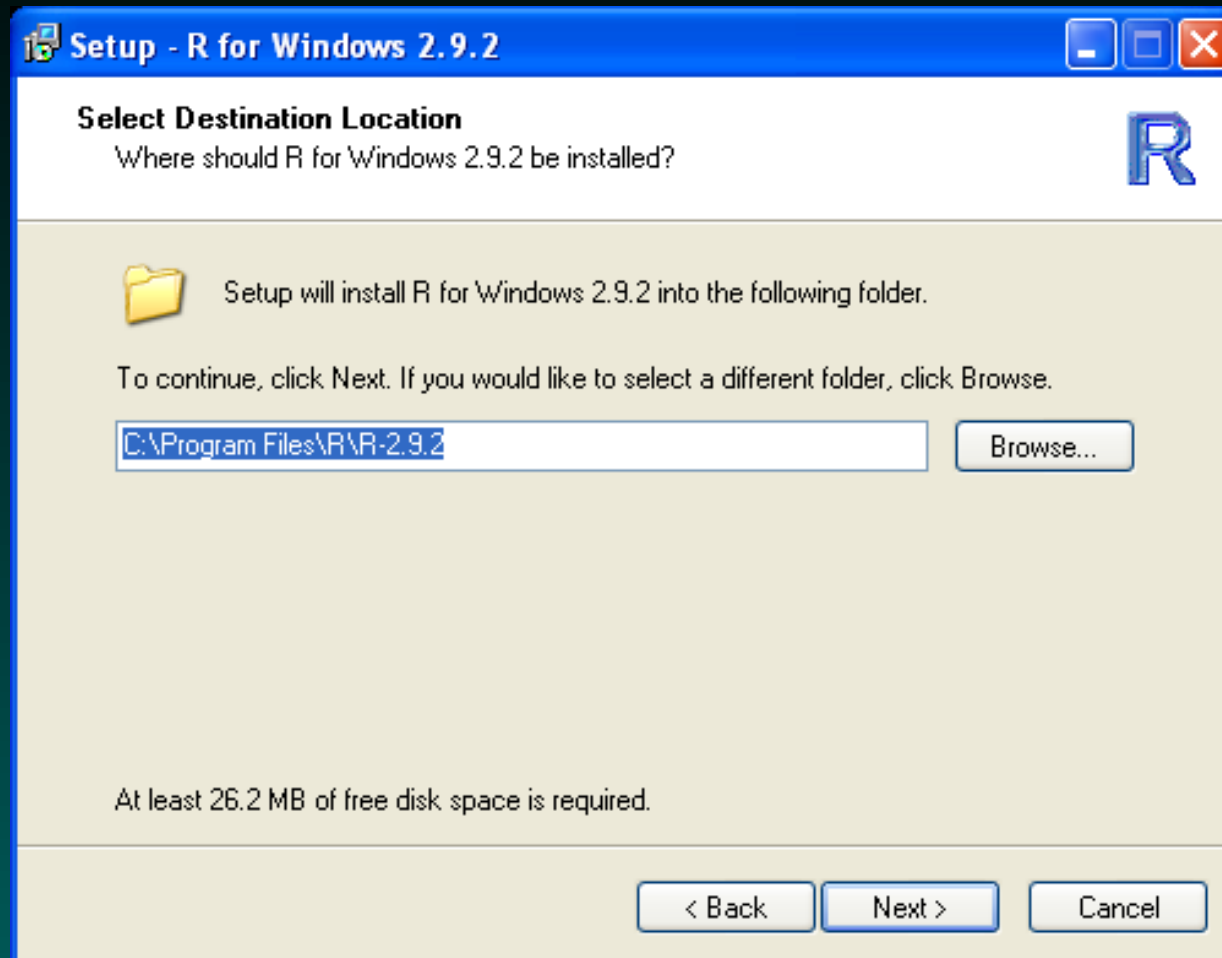 Setup - R for Windows 2.9.2
Select Destination Location
Where should R for Windows 2.9.2 be installed?
R
Setup will install R for Windows 2.9.2 into the following folder.
To continue, click Next. If you would like to select a different folder, click Browse.
C:\Program Files\R\R-2.9.2
Browse...
At least 26.2 MB of free disk space is required.
< Back
Next >
Cancel